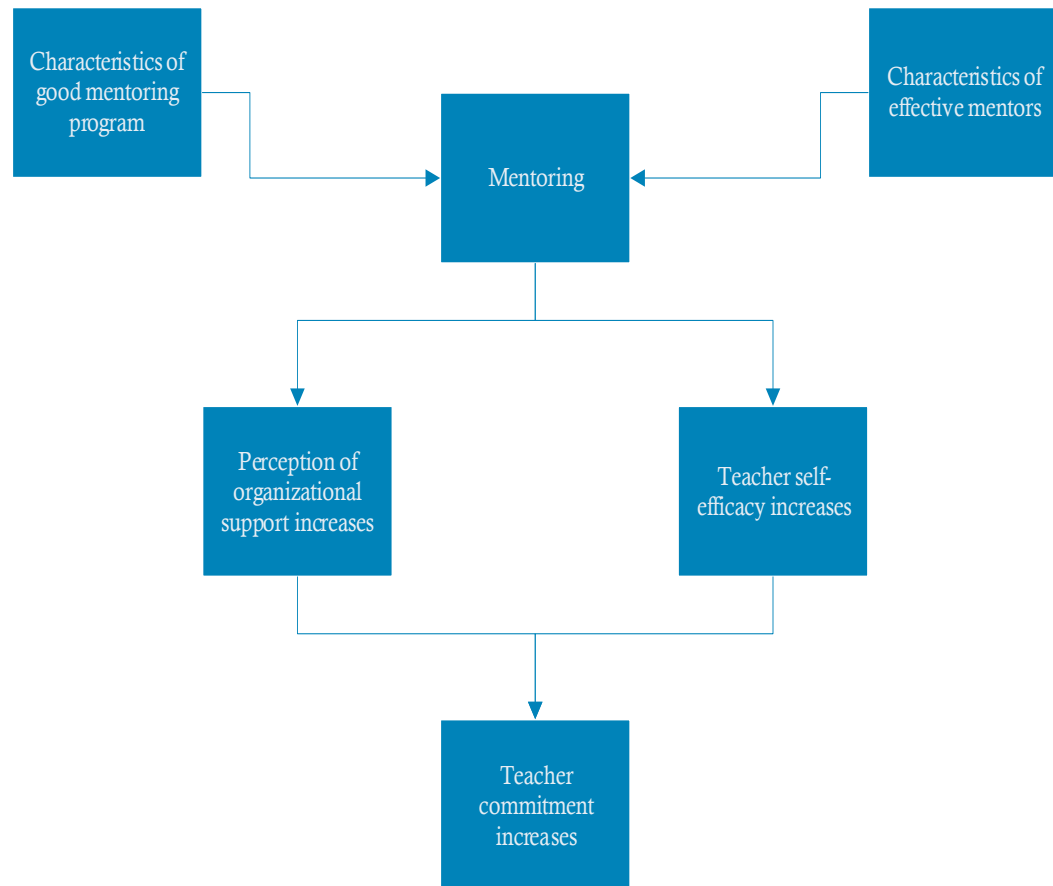 Characteristics of
good mentoring
program
Characteristics of
effective mentors
Mentoring
Perception of
organizational
support increases
Teacher self-
efficacy increases
Teacher
commitment
increases